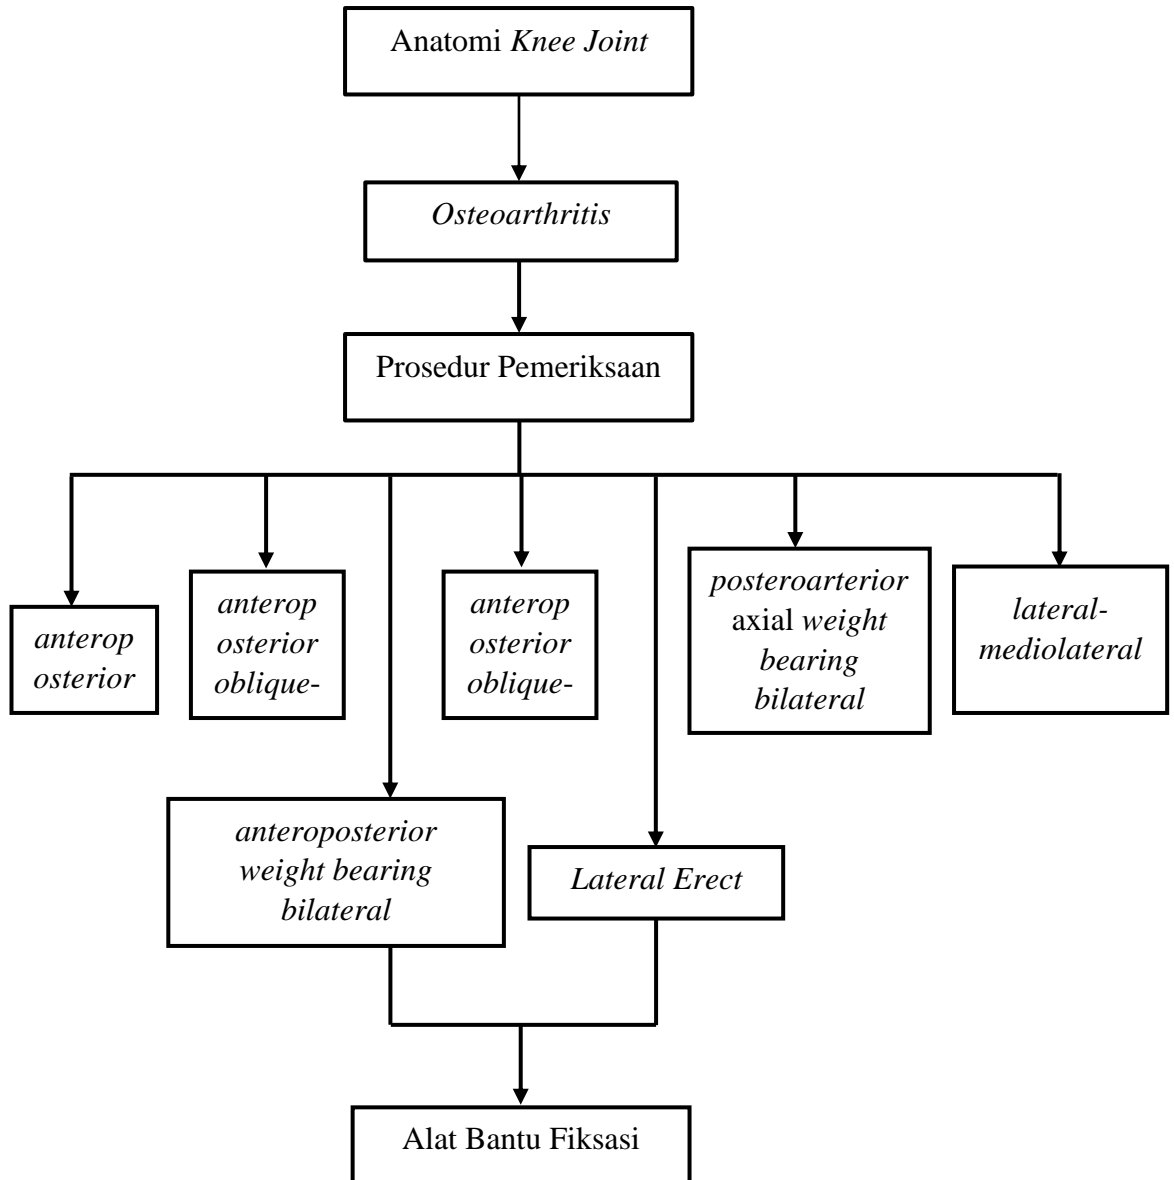 Anatomi Knee Joint
Osteoarthritis
Prosedur Pemeriksaan
anterop
osterior
anterop
osterior
oblique-
anterop
osterior
oblique-
posteroarterior
axial weight
bearing
bilateral
lateral-
mediolateral
anteroposterior
weight bearing
bilateral
Lateral Erect
Alat Bantu Fiksasi